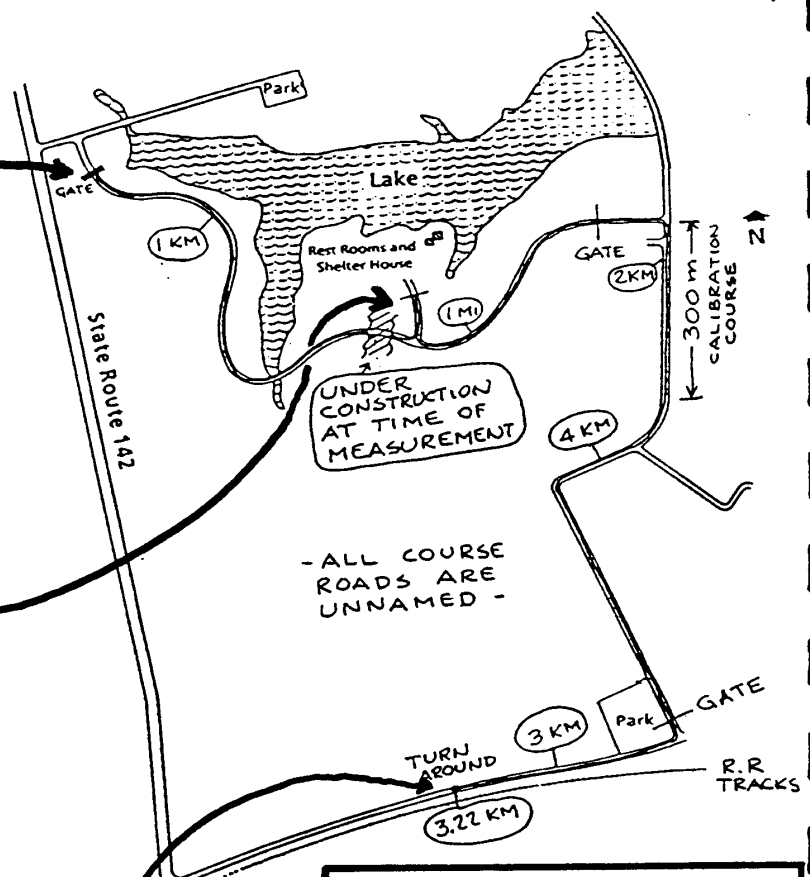 Park
GATE
Lake
1 KM
Rest Rooms and
Shelter House
GATE
2KM
300 m
CALIBRATION
COURSE
N
1 MI
State Route 142
UNDER
CONSTRUCTION
AT TIME OF
MEASUREMENT
4 KM
- ALL COURSE
ROADS ARE
UNNAMED -
GATE
Park
3 KM
TURN
AROUND
R.R
TRACKS
3.22 KM